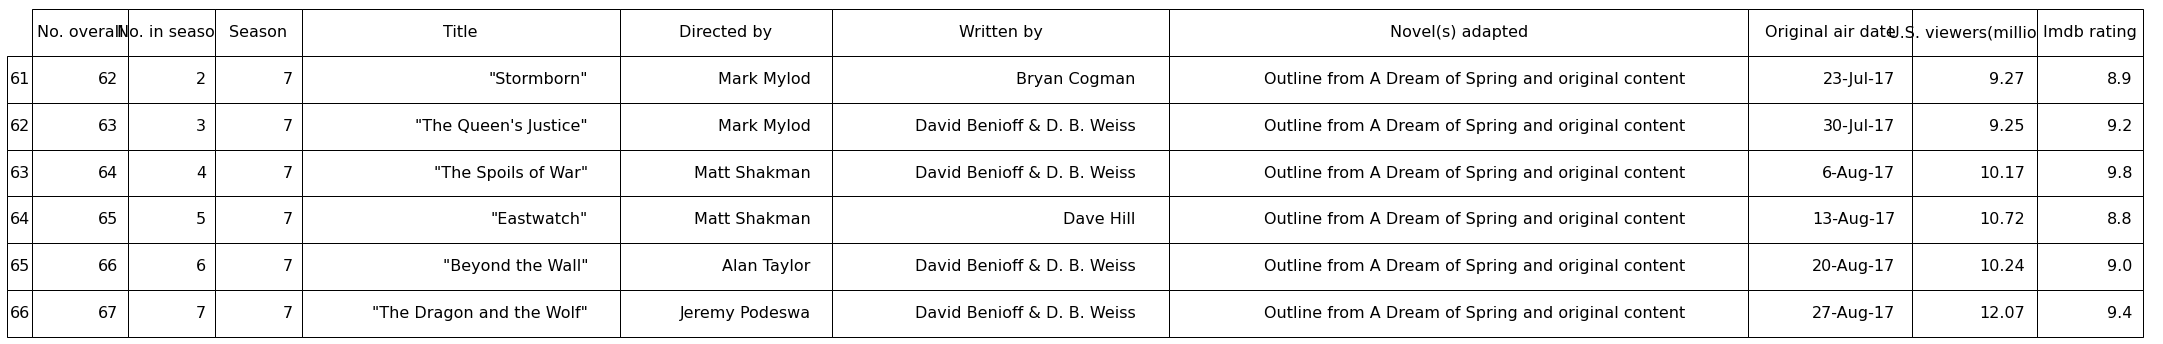 No. overall No. in seaso Season Title Directed by Written by Novel(s) adapted Original air date U.S. viewers(millio Imdb rating
61 62 2 7 "Stormborn" Mark Mylod Bryan Cogman Outline from A Dream of Spring and original content 23-Jul-17 9.27 8.9
62 63 3 7 "The Queen's Justice" Mark Mylod David Benioff & D. B. Weiss Outline from A Dream of Spring and original content 30-Jul-17 9.25 9.2
63 64 4 7 "The Spoils of War" Matt Shakman David Benioff & D. B. Weiss Outline from A Dream of Spring and original content 6-Aug-17 10.17 9.8
64 65 5 7 "Eastwatch" Matt Shakman Dave Hill Outline from A Dream of Spring and original content 13-Aug-17 10.72 8.8
65 66 6 7 "Beyond the Wall" Alan Taylor David Benioff & D. B. Weiss Outline from A Dream of Spring and original content 20-Aug-17 10.24 9.0
66 67 7 7 "The Dragon and the Wolf" Jeremy Podeswa David Benioff & D. B. Weiss Outline from A Dream of Spring and original content 27-Aug-17 12.07 9.4